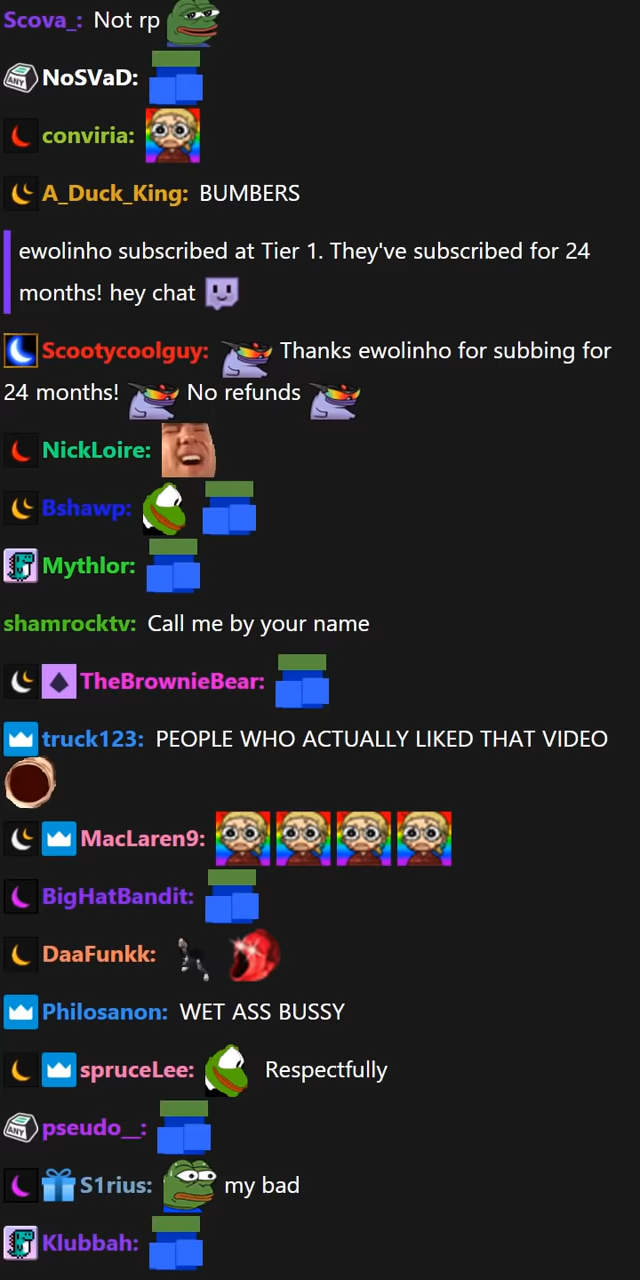 Scova_: Not rp
ANY NoSVaD:
conviria:
A_Duck_King: BUMBERS
ewolinho subscribed at Tier 1. They've subscribed for 24
months! hey chat
Scootycoolguy: Thanks ewolinho for subbing for
24 months! No refunds
NickLoire:
Bshawp:
Mythlor:
shamrocktv: Call me by your name
TheBrownieBear:
truck123: PEOPLE WHO ACTUALLY LIKED THAT VIDEO
MacLaren9:
BigHatBandit:
DaaFunkk:
Philosanon: WET ASS BUSSY
spruceLee: Respectfully
ANY pseudo__:
S1rius: my bad
Klubbah: